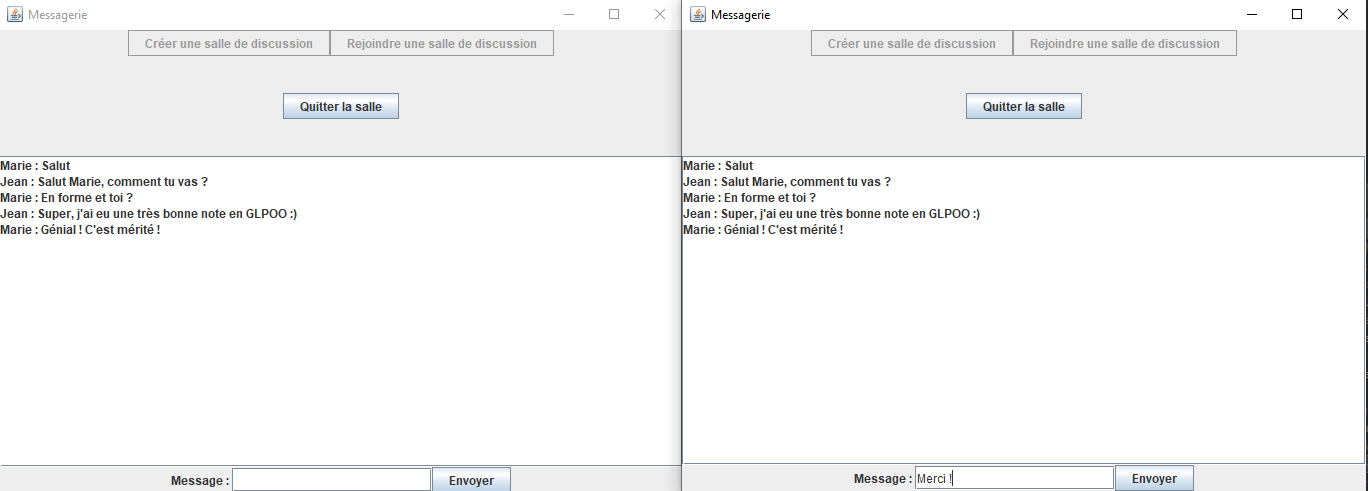 Messagerie
Créer une salle de discussion
Rejoindre une salle de discussion
Quitter la salle
Marie : Salut
Jean : Salut Marie, comment tu vas ?
Marie : En forme et toi ?
Jean : Super, j'ai eu une très bonne note en GLPOO :)
Marie : Génial ! C'est mérité !
Message :
Envoyer
Messagerie
Créer une salle de discussion
Rejoindre une salle de discussion
Quitter la salle
Marie : Salut
Jean : Salut Marie, comment tu vas ?
Marie : En forme et toi ?
Jean : Super, j'ai eu une très bonne note en GLPOO :)
Marie : Génial ! C'est mérité !
Message : Merci !
Envoyer